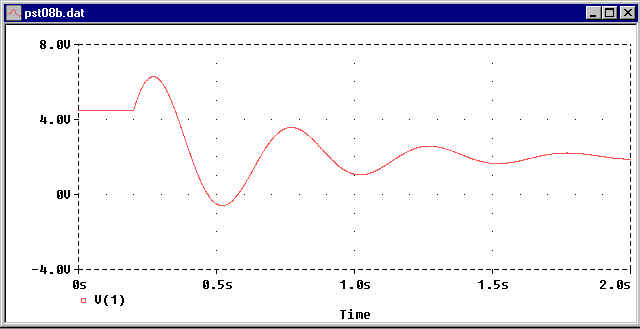 pst08b.dat
8.0V
4.0V
0V
-4.0V
0s 0.5s 1.0s 1.5s 2.0s
V(1)
Time